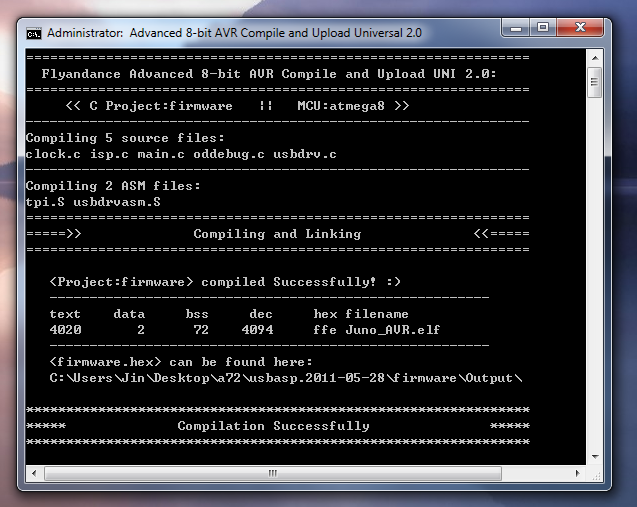 Administrator:  Advanced 8-bit AVR Compile and Upload Universal 2.0
===============================================================
Flyandance Advanced 8-bit AVR Compile and Upload UNI 2.0:
===============================================================
<< C Project:firmware   ||   MCU:atmega8 >>
---------------------------------------------------------------
Compiling 5 source files:
clock.c isp.c main.c oddebug.c usbdrv.c
---------------------------------------------------------------
Compiling 2 ASM files:
tpi.S usbdrvasm.S
===============================================================
=====>>              Compiling and Linking              <<=====
===============================================================
<Project:firmware> compiled Successfully! :)
-------------------------------------------------------
text    data     bss     dec     hex filename
4020       2      72    4094     ffe Juno_AVR.elf
-------------------------------------------------------
<firmware.hex> can be found here:
C:\Users\Jin\Desktop\a72\usbasp.2011-05-28\firmware\Output\
***************************************************************
*****              Compilation Successfully               *****
***************************************************************